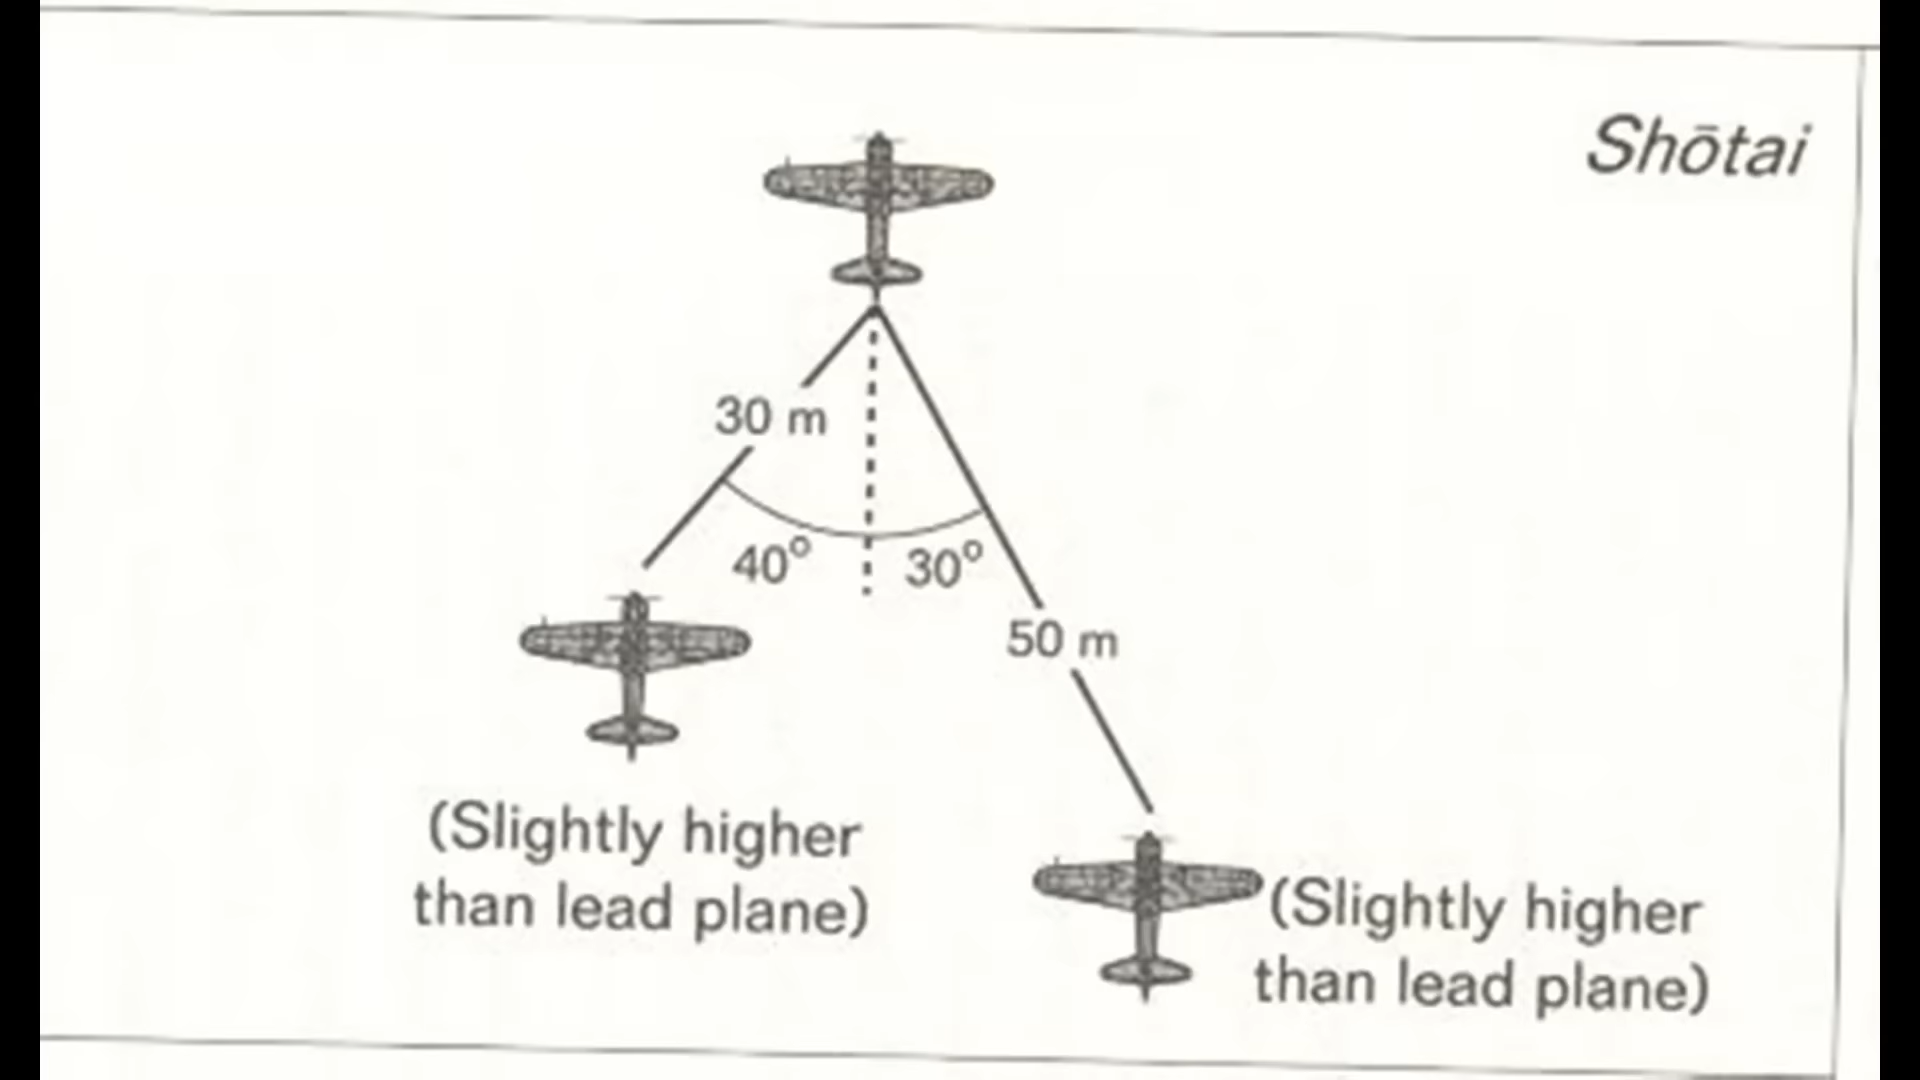 Shōtai
30 m
40° 30°
50 m
(Slightly higher
than lead plane)
(Slightly higher
than lead plane)